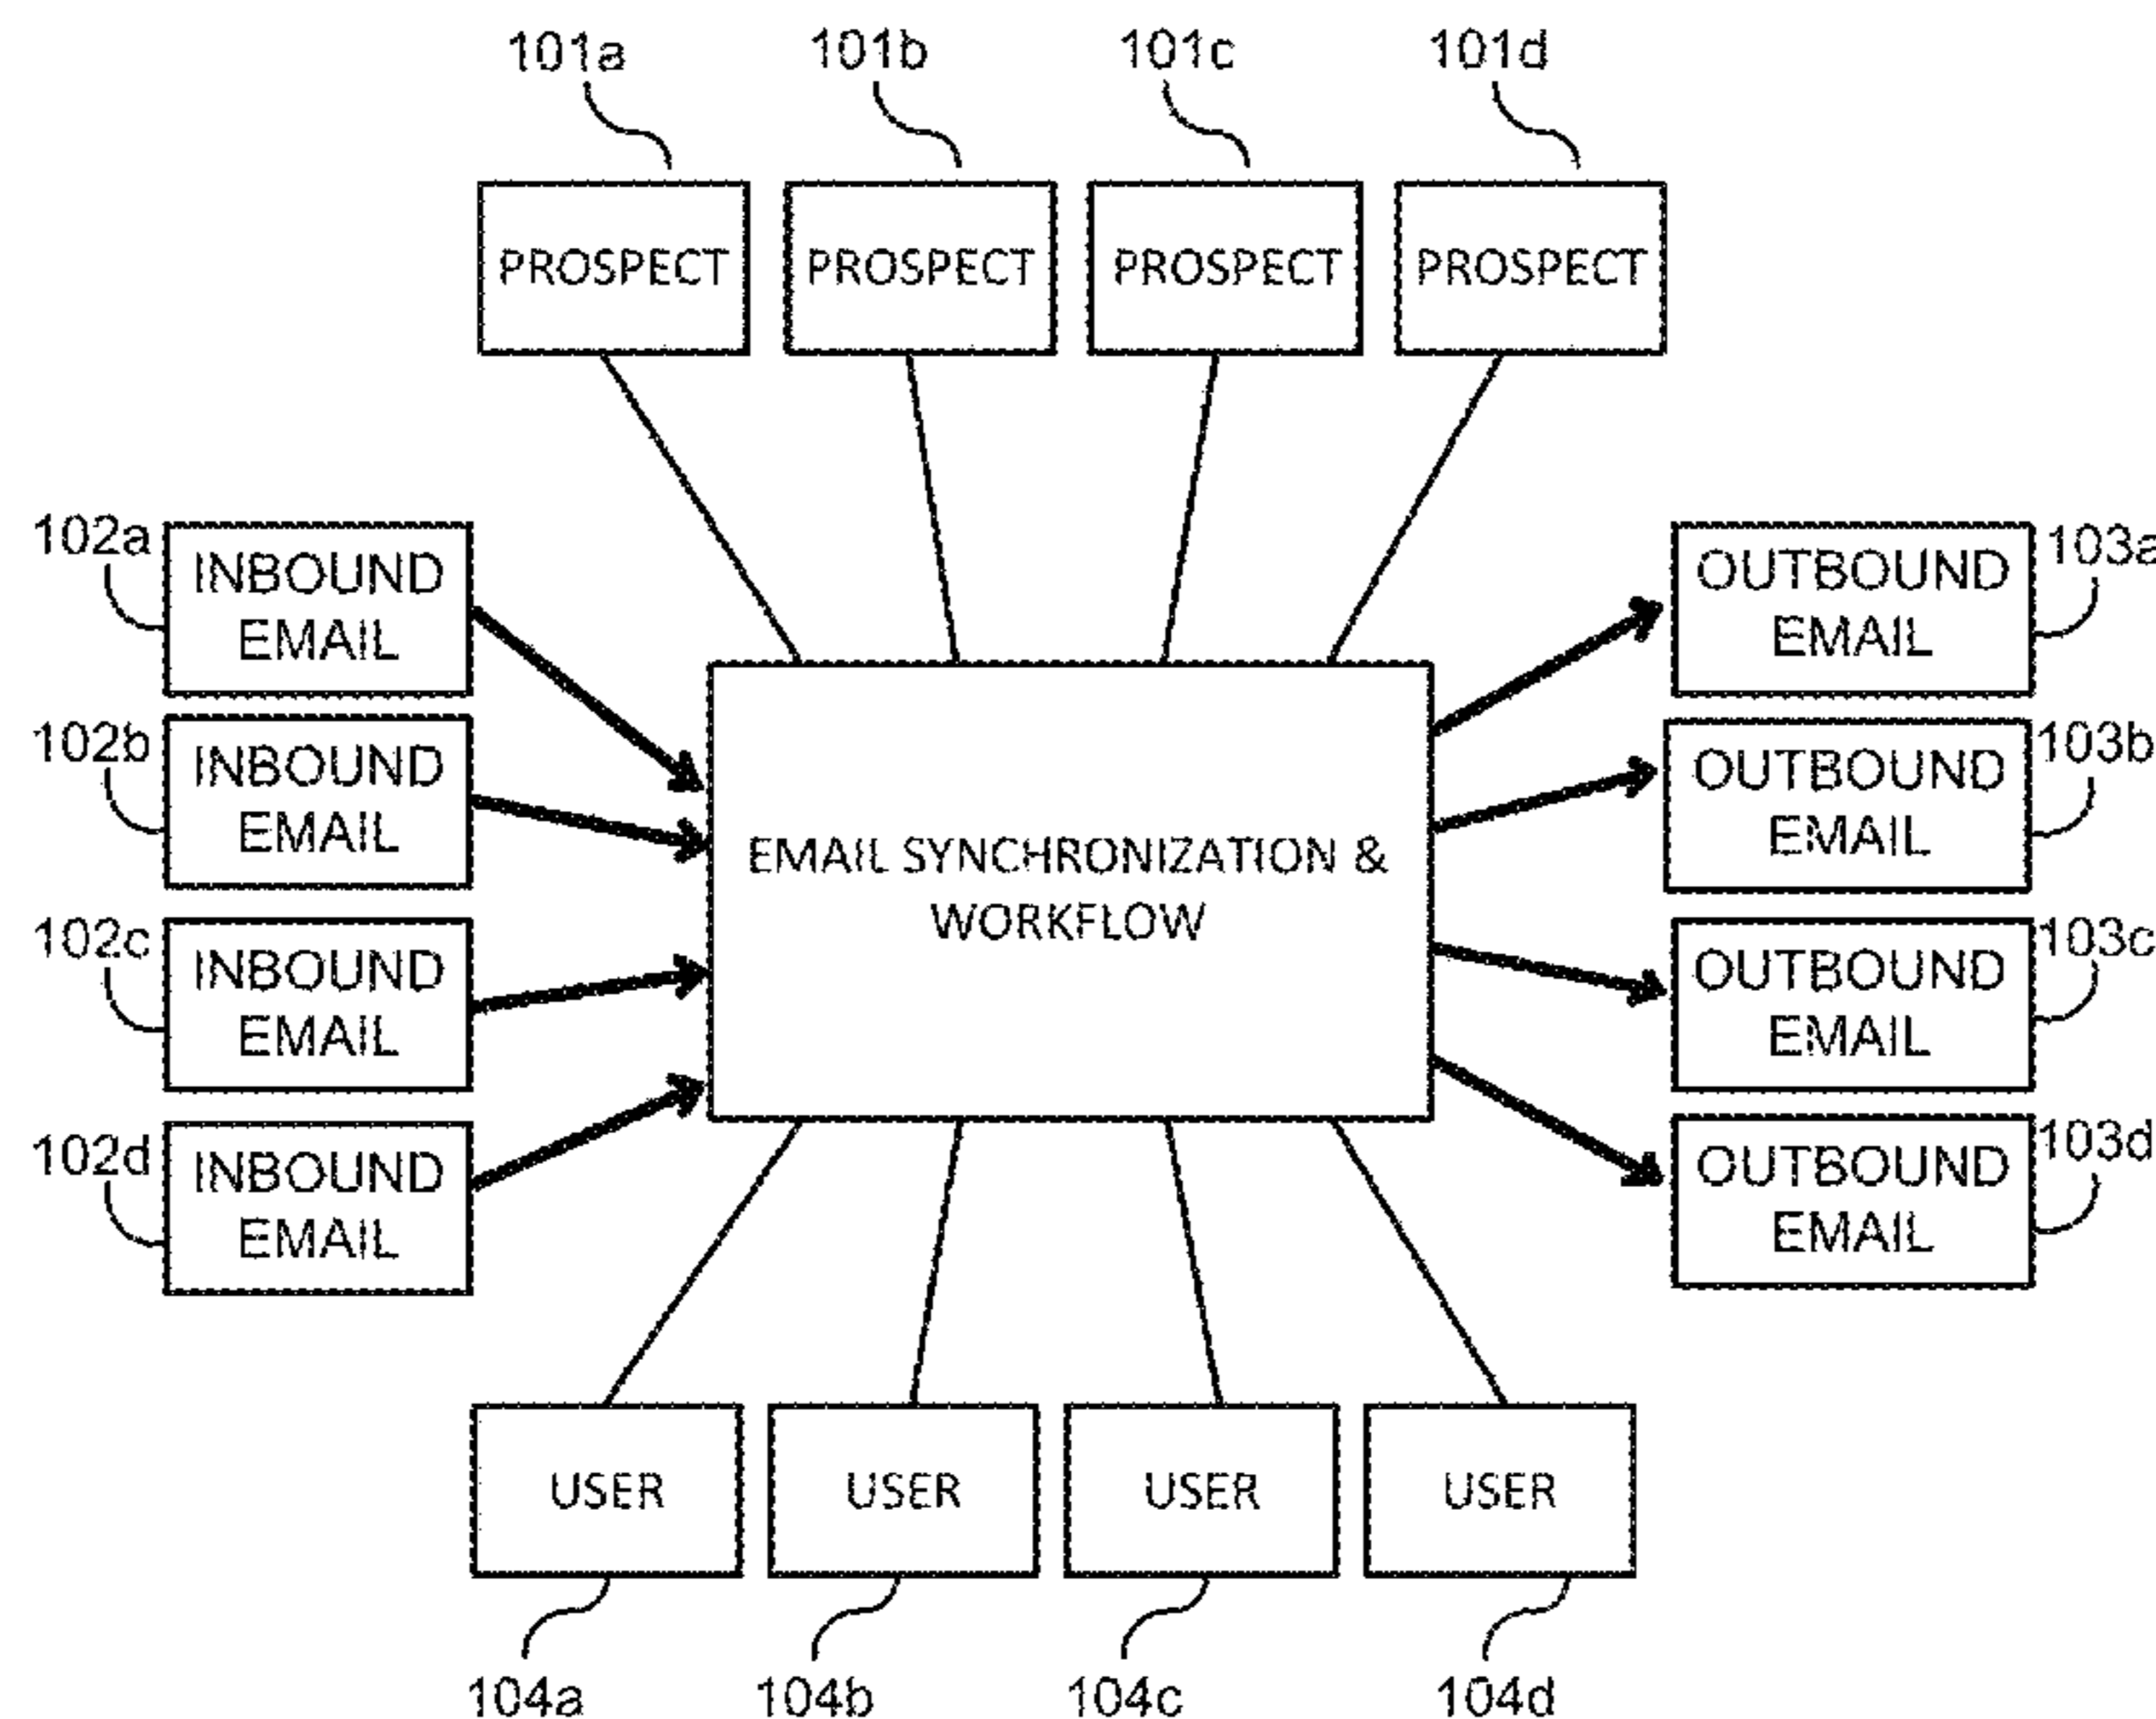 101a 101b 101c 101d
PROSPECT PROSPECT PROSPECT PROSPECT
102a
INBOUND
EMAIL
102b
INBOUND
EMAIL
102c
INBOUND
EMAIL
102d
INBOUND
EMAIL
EMAIL SYNCHRONIZATION &
WORKFLOW
OUTBOUND
EMAIL
103a
OUTBOUND
EMAIL
103b
OUTBOUND
EMAIL
103c
OUTBOUND
EMAIL
103d
USER USER USER USER
104a 104b 104c 104d